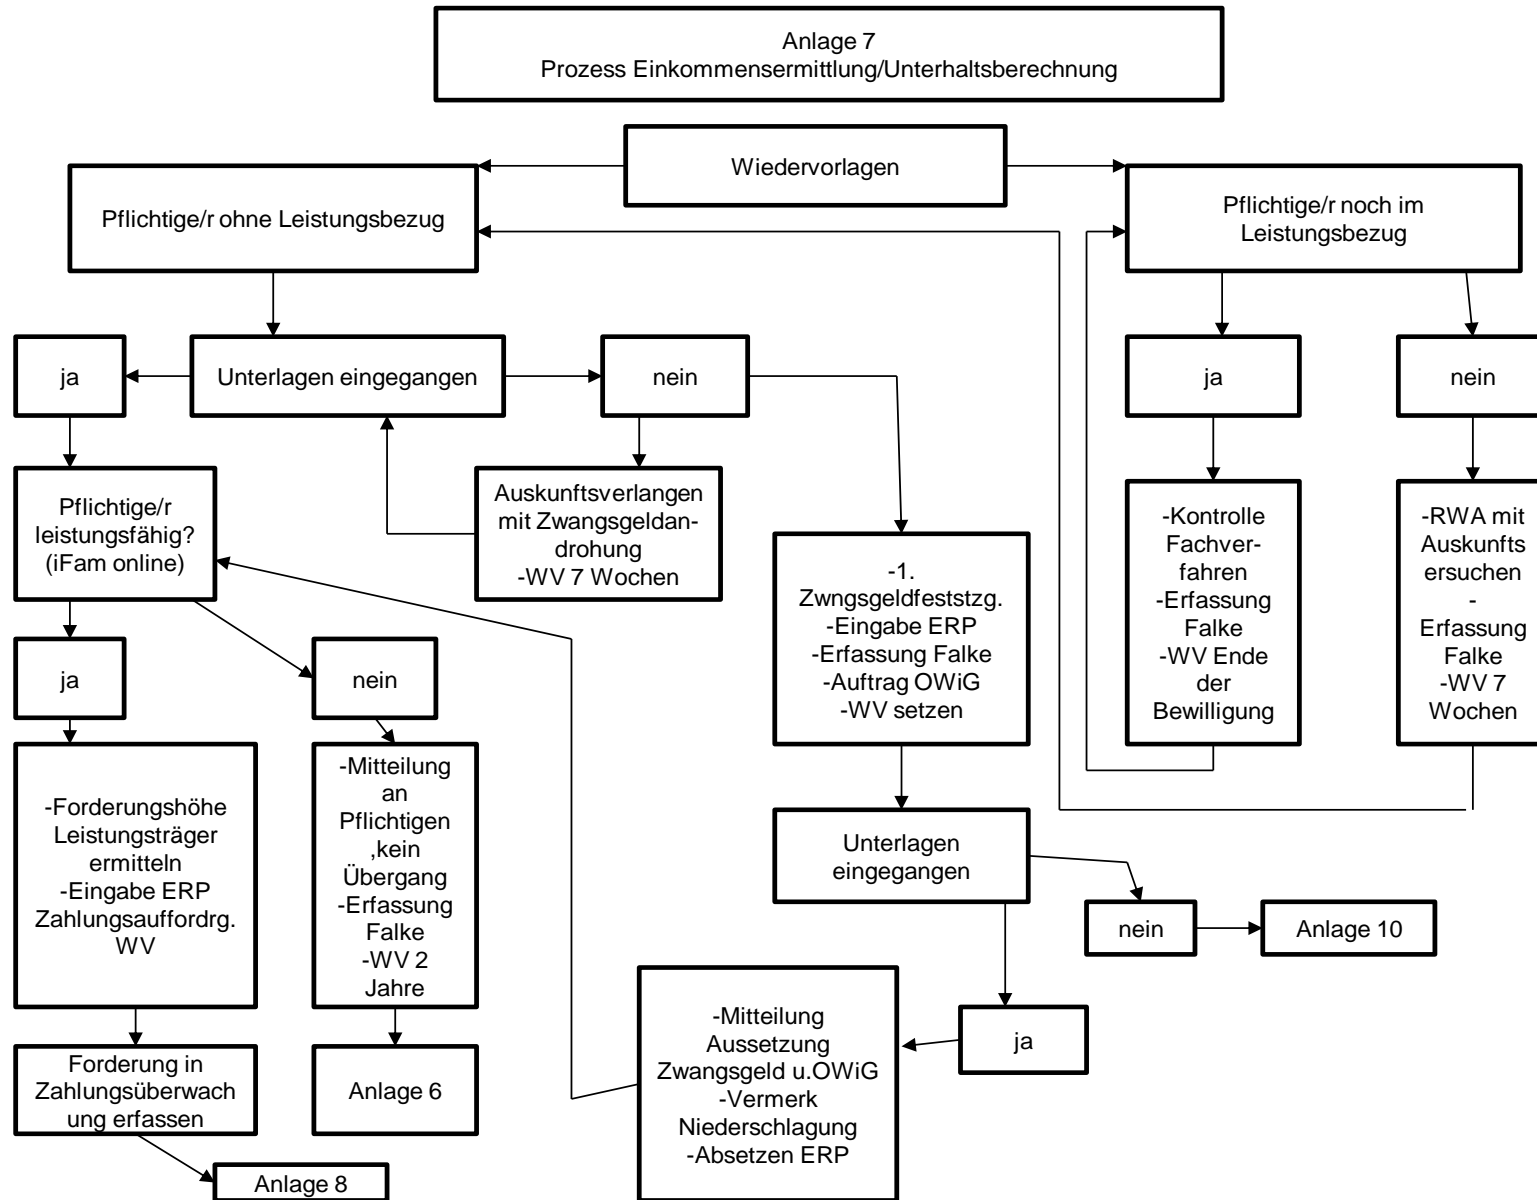 Anlage 7
Prozess Einkommensermittlung/Unterhaltsberechnung
Wiedervorlagen
Pflichtige/r ohne Leistungsbezug
Pflichtige/r noch im
Leistungsbezug
ja
Unterlagen eingegangen
nein
ja
nein
Pflichtige/r
leistungsfähig?
(iFam online)
Auskunftsverlangen
mit Zwangsgeldan-
drohung
-WV 7 Wochen
-1.
Zwngsgeldfeststzg.
-Eingabe ERP
-Erfassung Falke
-Auftrag OWiG
-WV setzen
-Kontrolle
Fachver-
fahren
-Erfassung
Falke
-WV Ende
der
Bewilligung
-RWA mit
Auskunfts
ersuchen
-
Erfassung
Falke
-WV 7
Wochen
ja
nein
-Forderungshöhe
Leistungsträger
ermitteln
-Eingabe ERP
Zahlungsauffordrg.
WV
-Mitteilung
an
Pflichtigen
,kein
Übergang
-Erfassung
Falke
-WV 2
Jahre
Unterlagen
eingegangen
nein
Anlage 10
-Mitteilung
Aussetzung
Zwangsgeld u.OWiG
-Vermerk
Niederschlagung
-Absetzen ERP
ja
Forderung in
Zahlungsüberwach
ung erfassen
Anlage 6
Anlage 8